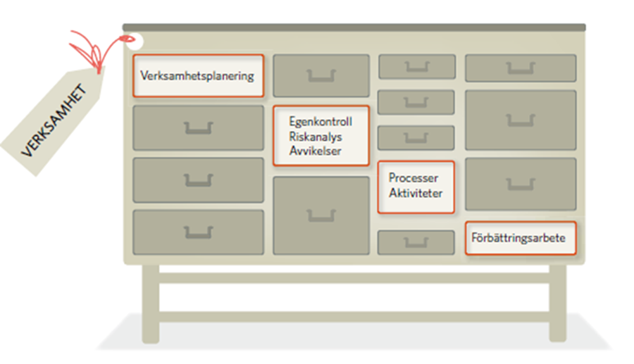 VERKSAMHET
Verksamhetsplanering
Egenkontroll
Riskanalys
Avvikelser
Processer
Aktiviteter
Förbättringsarbete